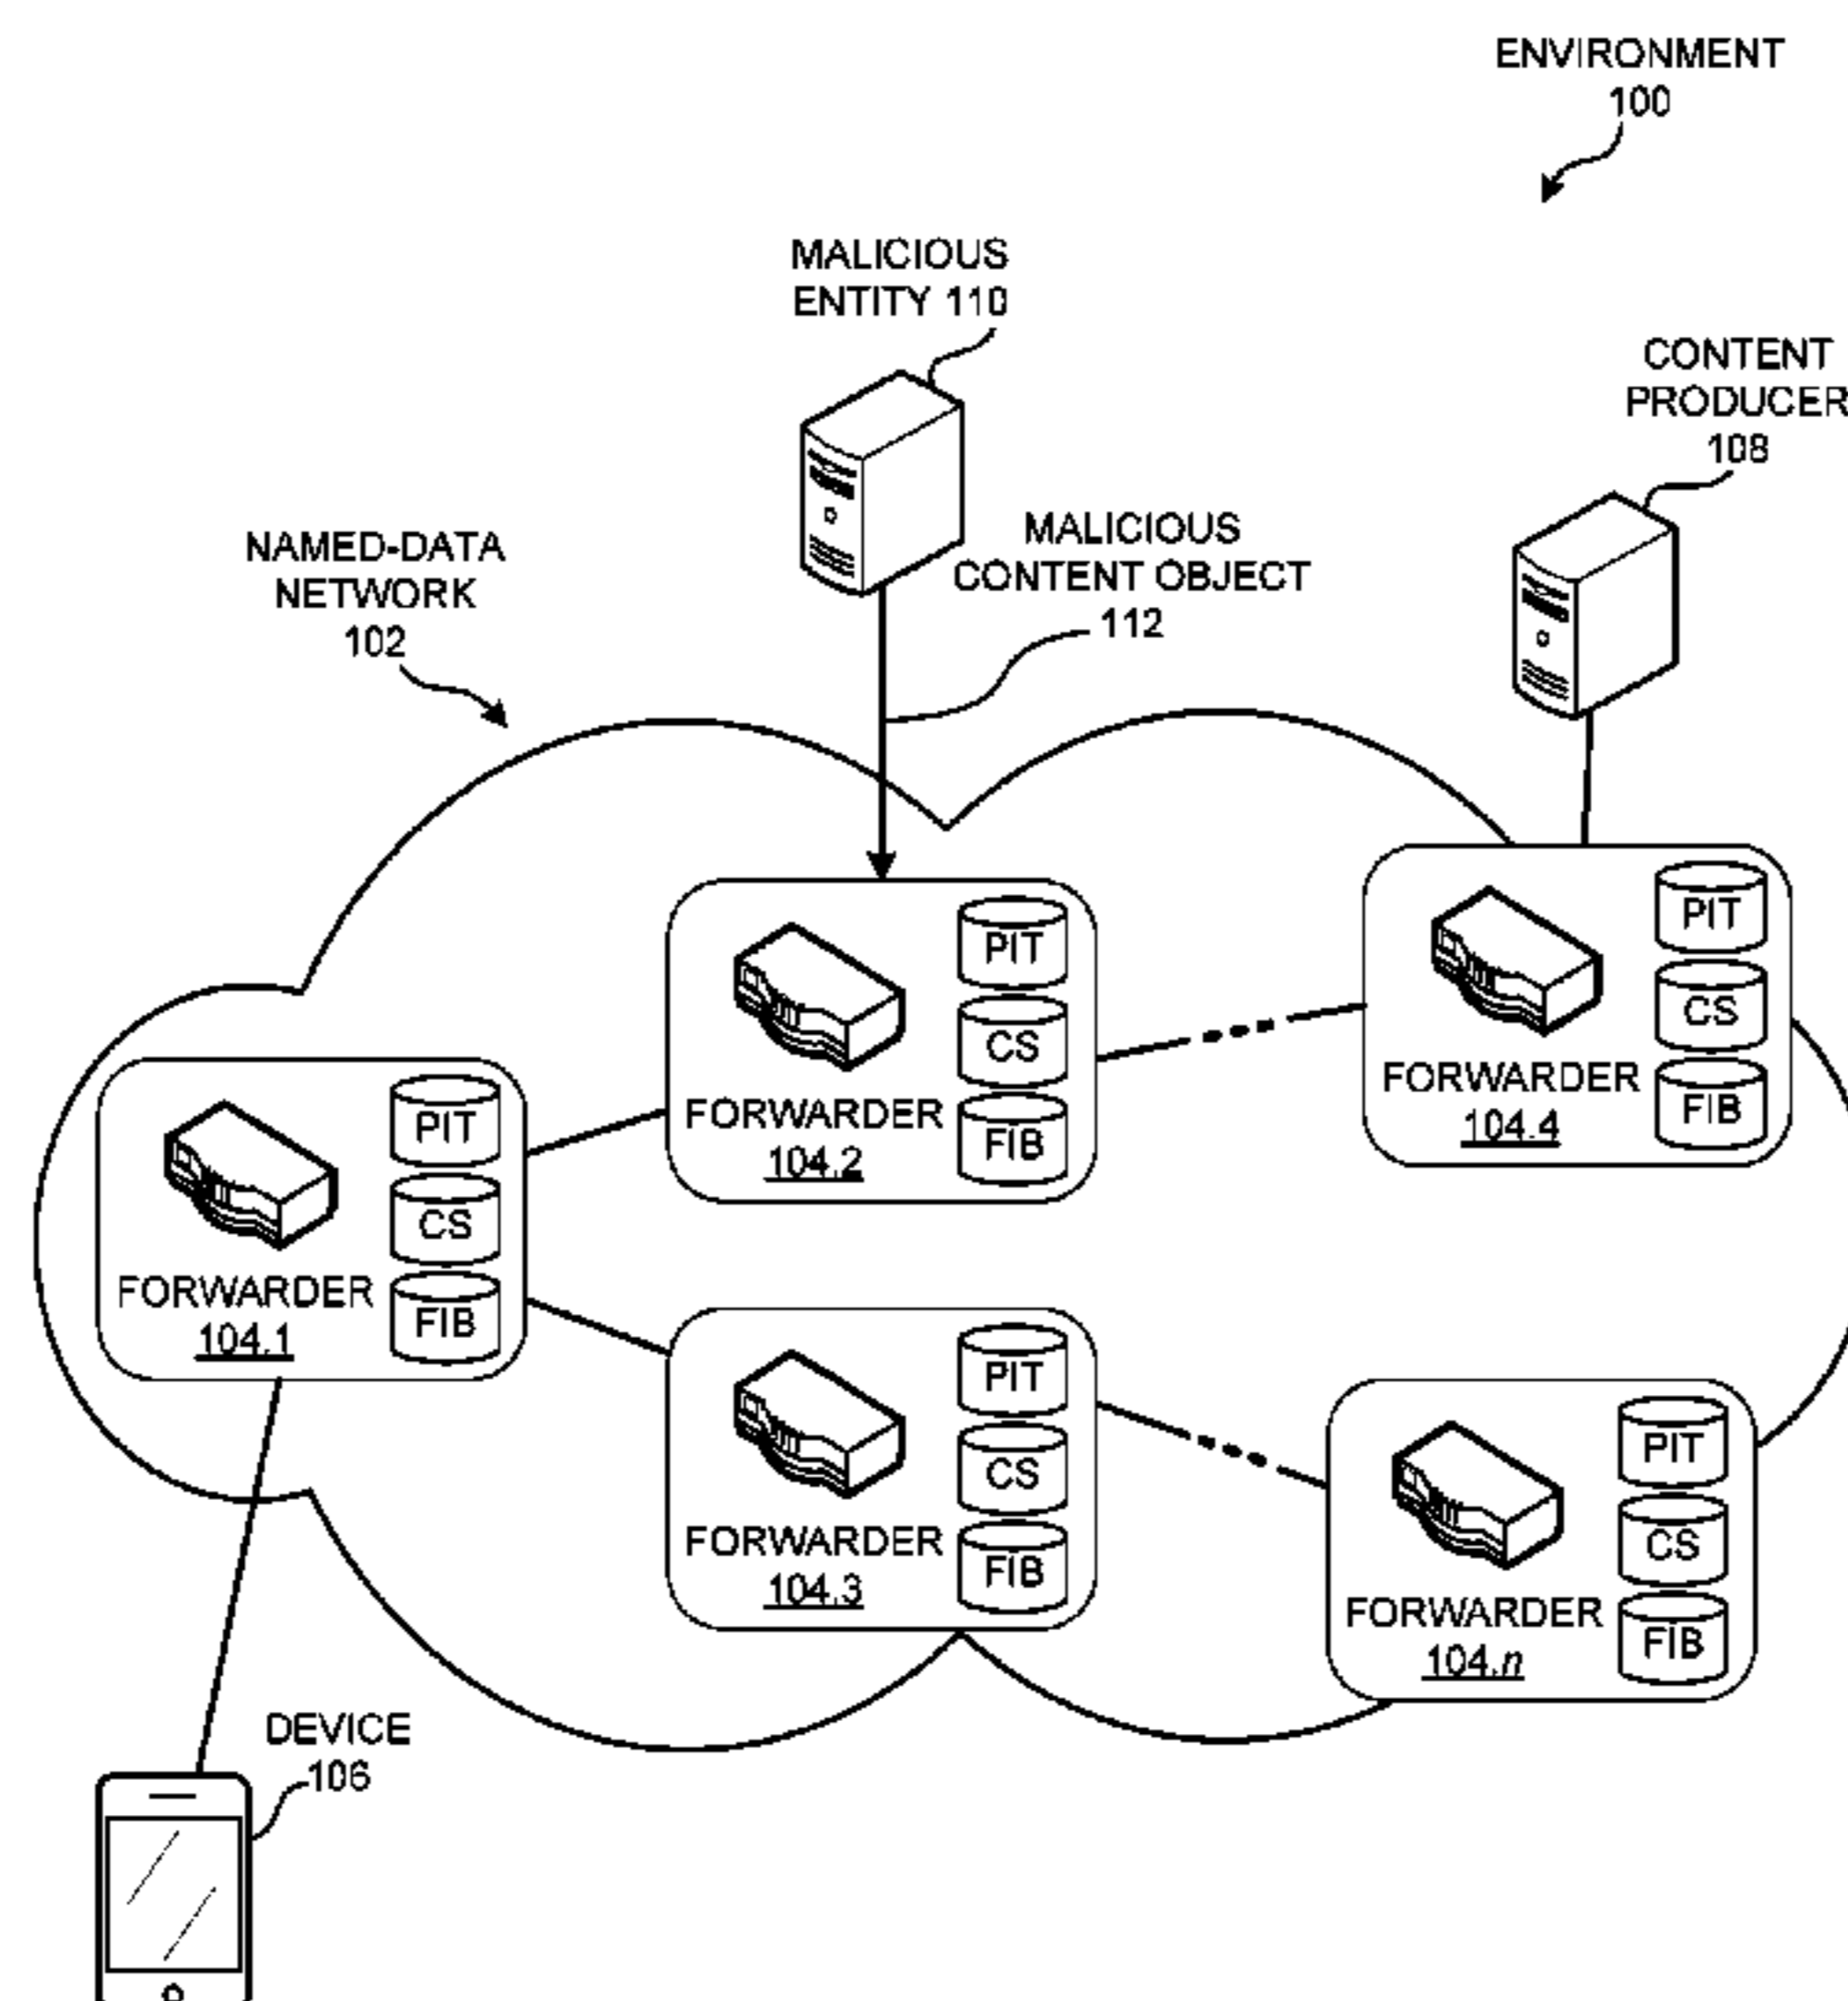 ENVIRONMENT
100
MALICIOUS
ENTITY 110
CONTENT
PRODUCER
108
NAMED-DATA
NETWORK
102
MALICIOUS
CONTENT OBJECT
112
PIT
CS
FIB
FORWARDER
104.2
PIT
CS
FIB
FORWARDER
104.4
PIT
CS
FIB
FORWARDER
104.1
PIT
CS
FIB
FORWARDER
104.3
PIT
CS
FIB
FORWARDER
104.n
DEVICE
106